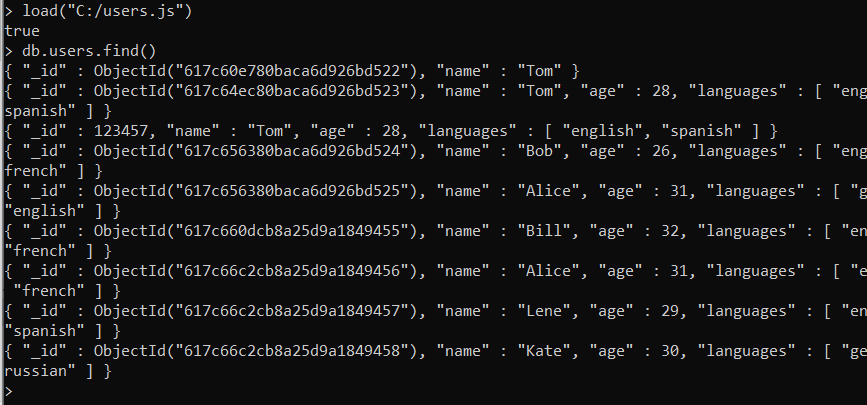 > load("C:/users.js")
true
> db.users.find()
{ "_id" : ObjectId("617c60e780baca6d926bd522"), "name" : "Tom" }
{ "_id" : ObjectId("617c64ec80baca6d926bd523"), "name" : "Tom", "age" : 28, "languages" : [ "eng
spanish" ] }
{ "_id" : 123457, "name" : "Tom", "age" : 28, "languages" : [ "english", "spanish" ] }
{ "_id" : ObjectId("617c656380baca6d926bd524"), "name" : "Bob", "age" : 26, "languages" : [ "eng
french" ] }
{ "_id" : ObjectId("617c656380baca6d926bd525"), "name" : "Alice", "age" : 31, "languages" : [ "g
"english" ] }
{ "_id" : ObjectId("617c660dcb8a25d9a1849455"), "name" : "Bill", "age" : 32, "languages" : [ "en
"french" ] }
{ "_id" : ObjectId("617c66c2cb8a25d9a1849456"), "name" : "Alice", "age" : 31, "languages" : [ "e
"french" ] }
{ "_id" : ObjectId("617c66c2cb8a25d9a1849457"), "name" : "Lene", "age" : 29, "languages" : [ "en
"spanish" ] }
{ "_id" : ObjectId("617c66c2cb8a25d9a1849458"), "name" : "Kate", "age" : 30, "languages" : [ "ge
russian" ] }
>